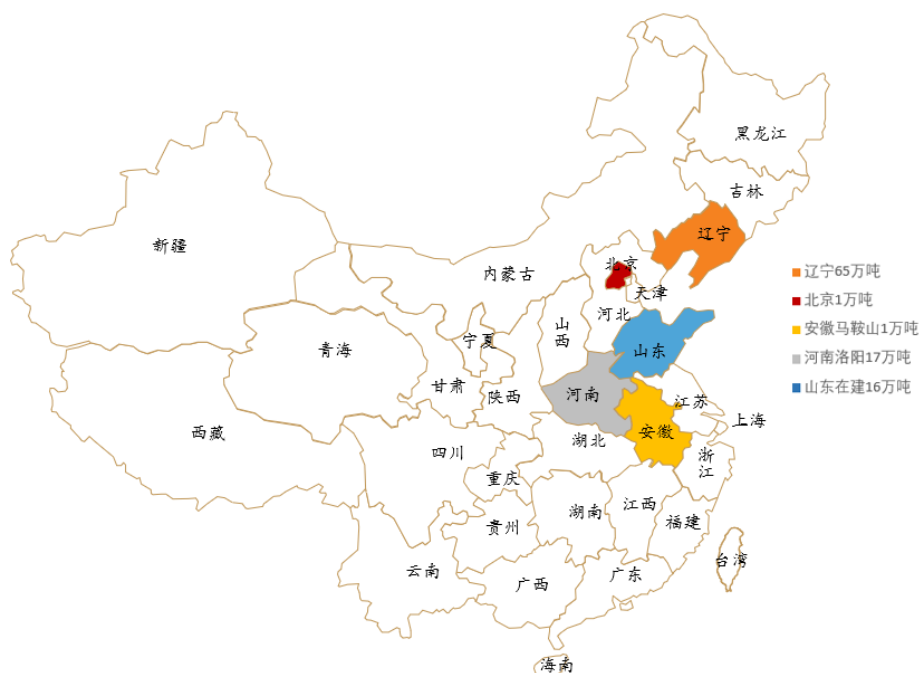 黑龙江
吉林
辽宁
新疆
内蒙古
北京
天津
河北
山西
宁夏
青海
山东
甘肃
陕西
河南
江苏
上海
西藏
安徽
湖北
四川
浙江
重庆
贵州
湖南
江西
福建
台湾
云南
广西
广东
海南
辽宁65万吨
北京1万吨
安徽马鞍山1万吨
河南洛阳17万吨
山东在建16万吨